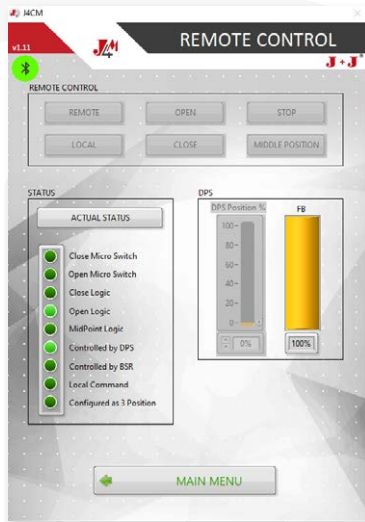 J4CM
v1.11
J4M
REMOTE CONTROL
J+J
REMOTE CONTROL
REMOTE
OPEN
STOP
LOCAL
CLOSE
MIDDLE POSITION
STATUS
ACTUAL STATUS
Close Micro Switch
Open Micro Switch
Close Logic
Open Logic
MidPoint Logic
Controlled by DPS
Controlled by BSR
Local Command
Configured as 3 Position
DPS
DPS Position %
100
80
60
40
20
0
0%
FB
100%
MAIN MENU